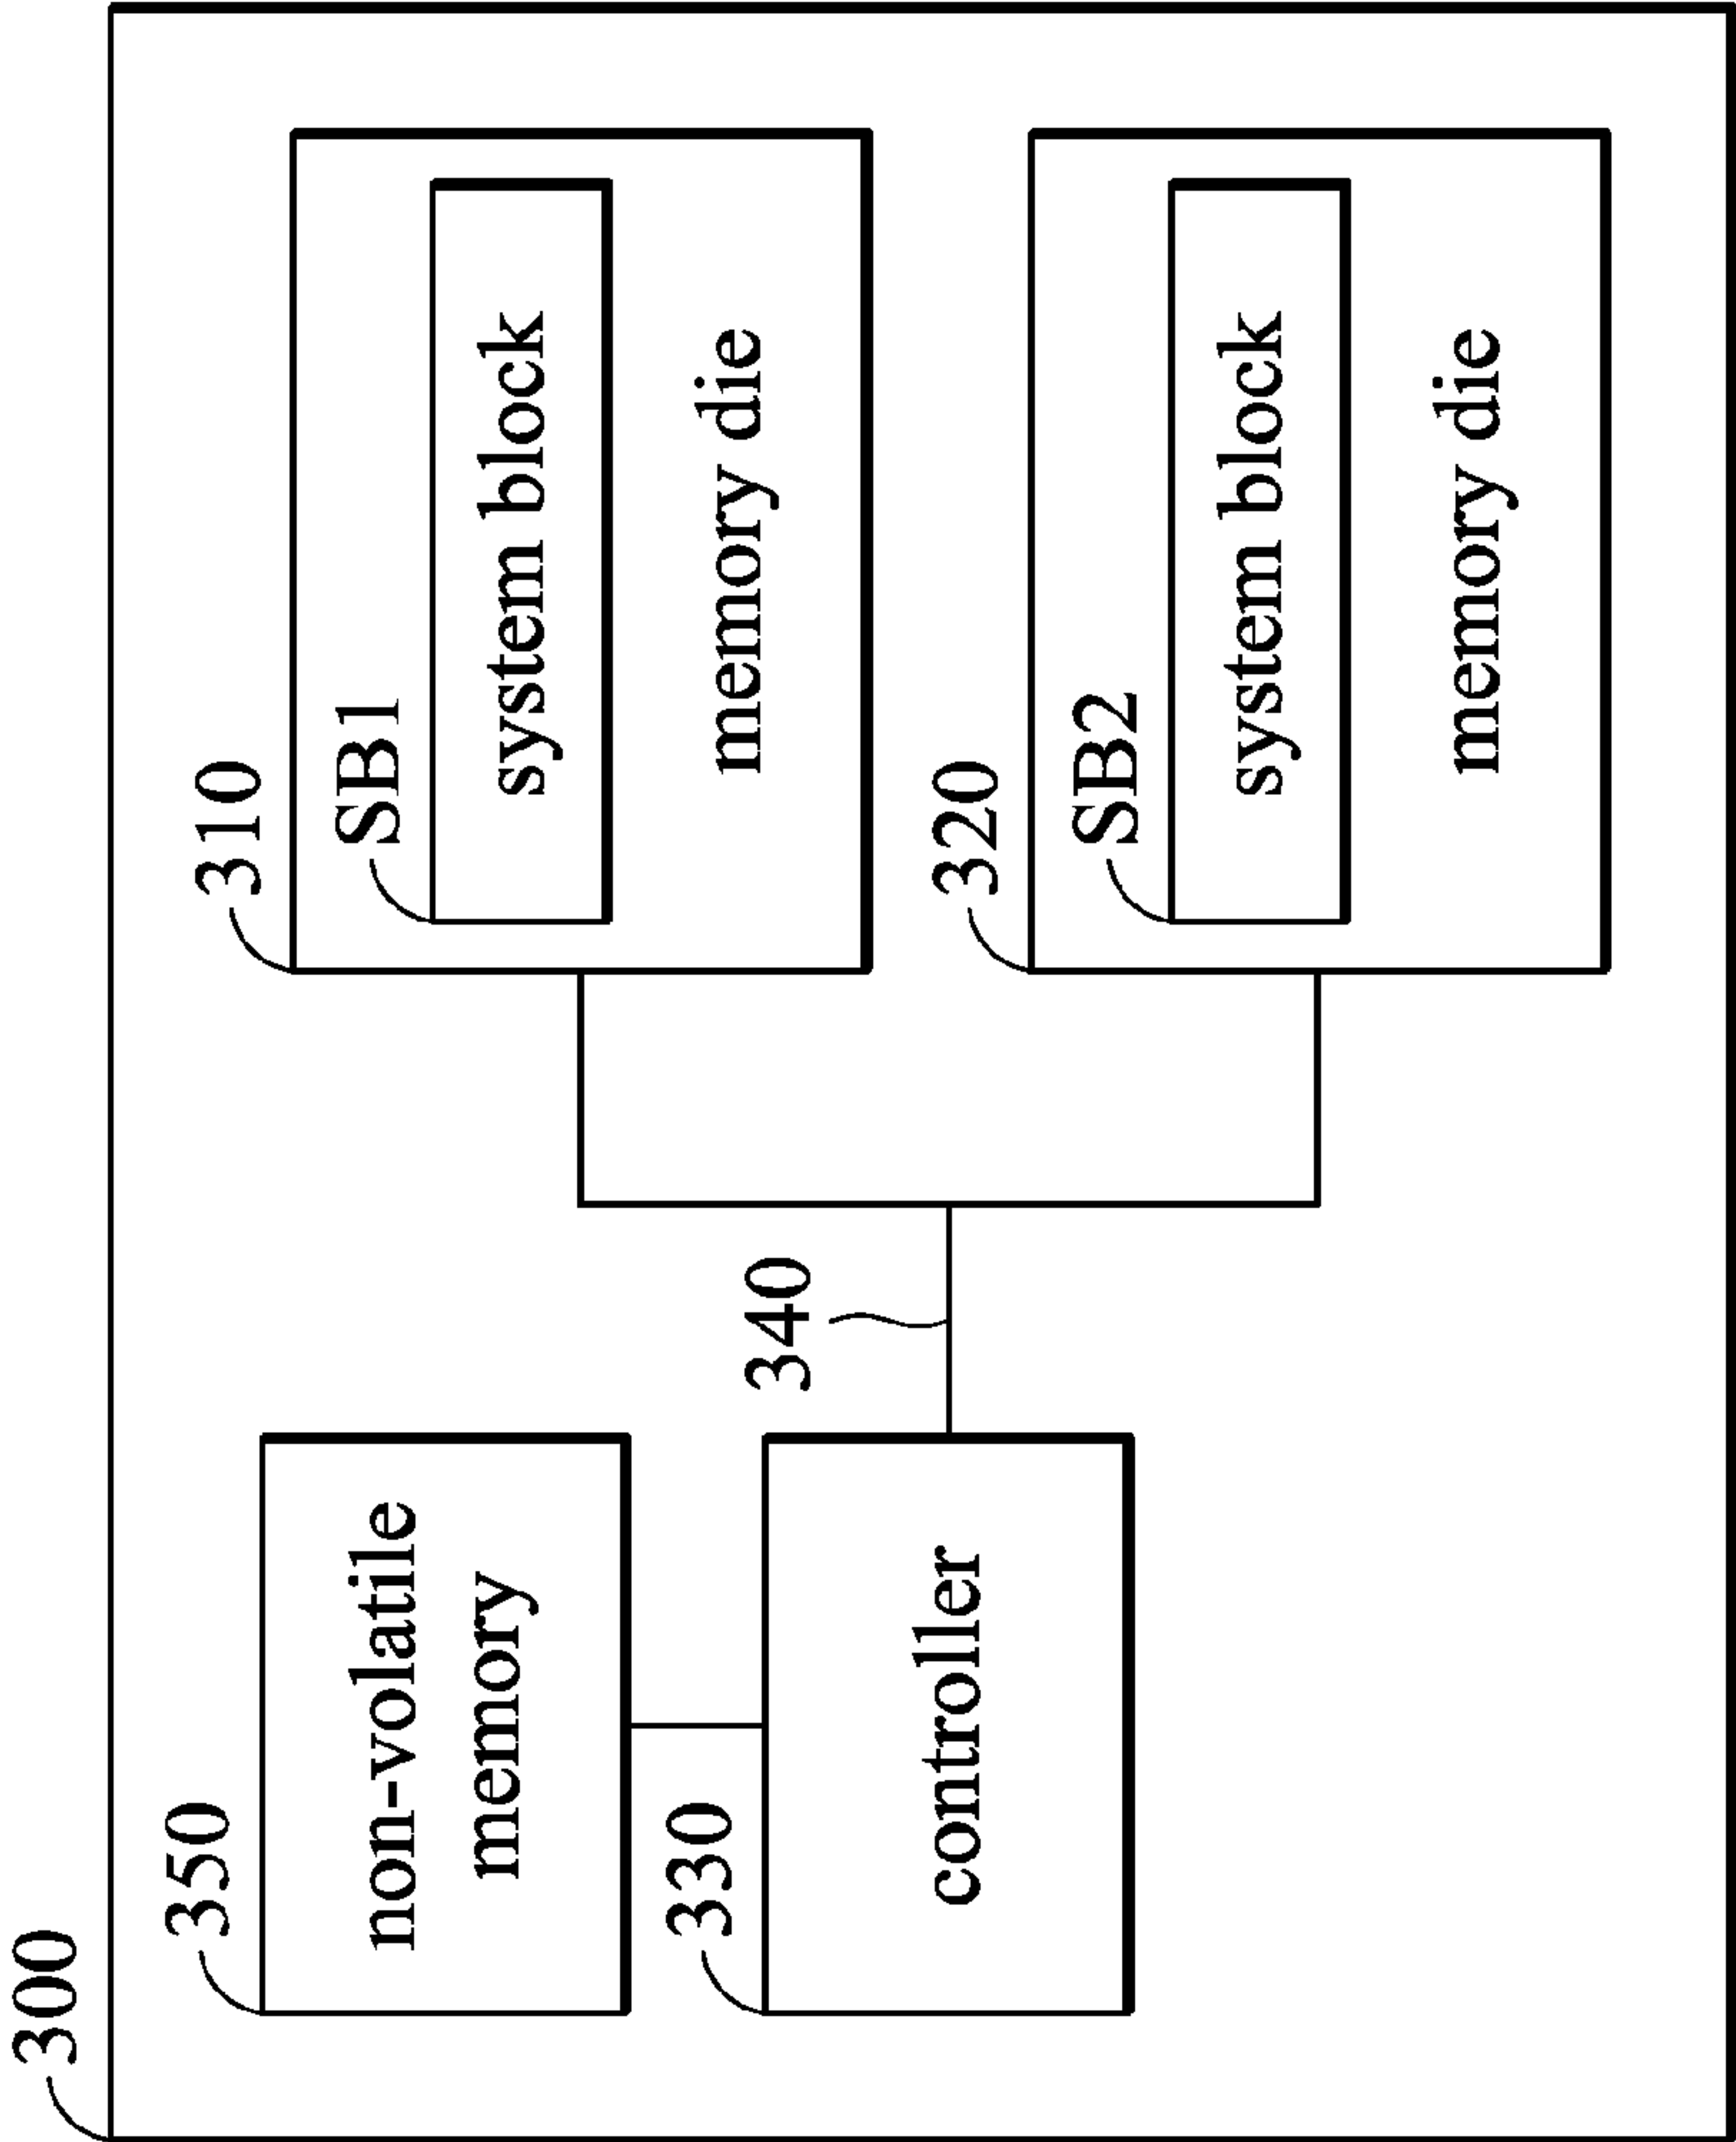 300
350
non-volatile
memory
330
controller
340
310
SB1
system block
memory die
320
SB2
system block
memory die